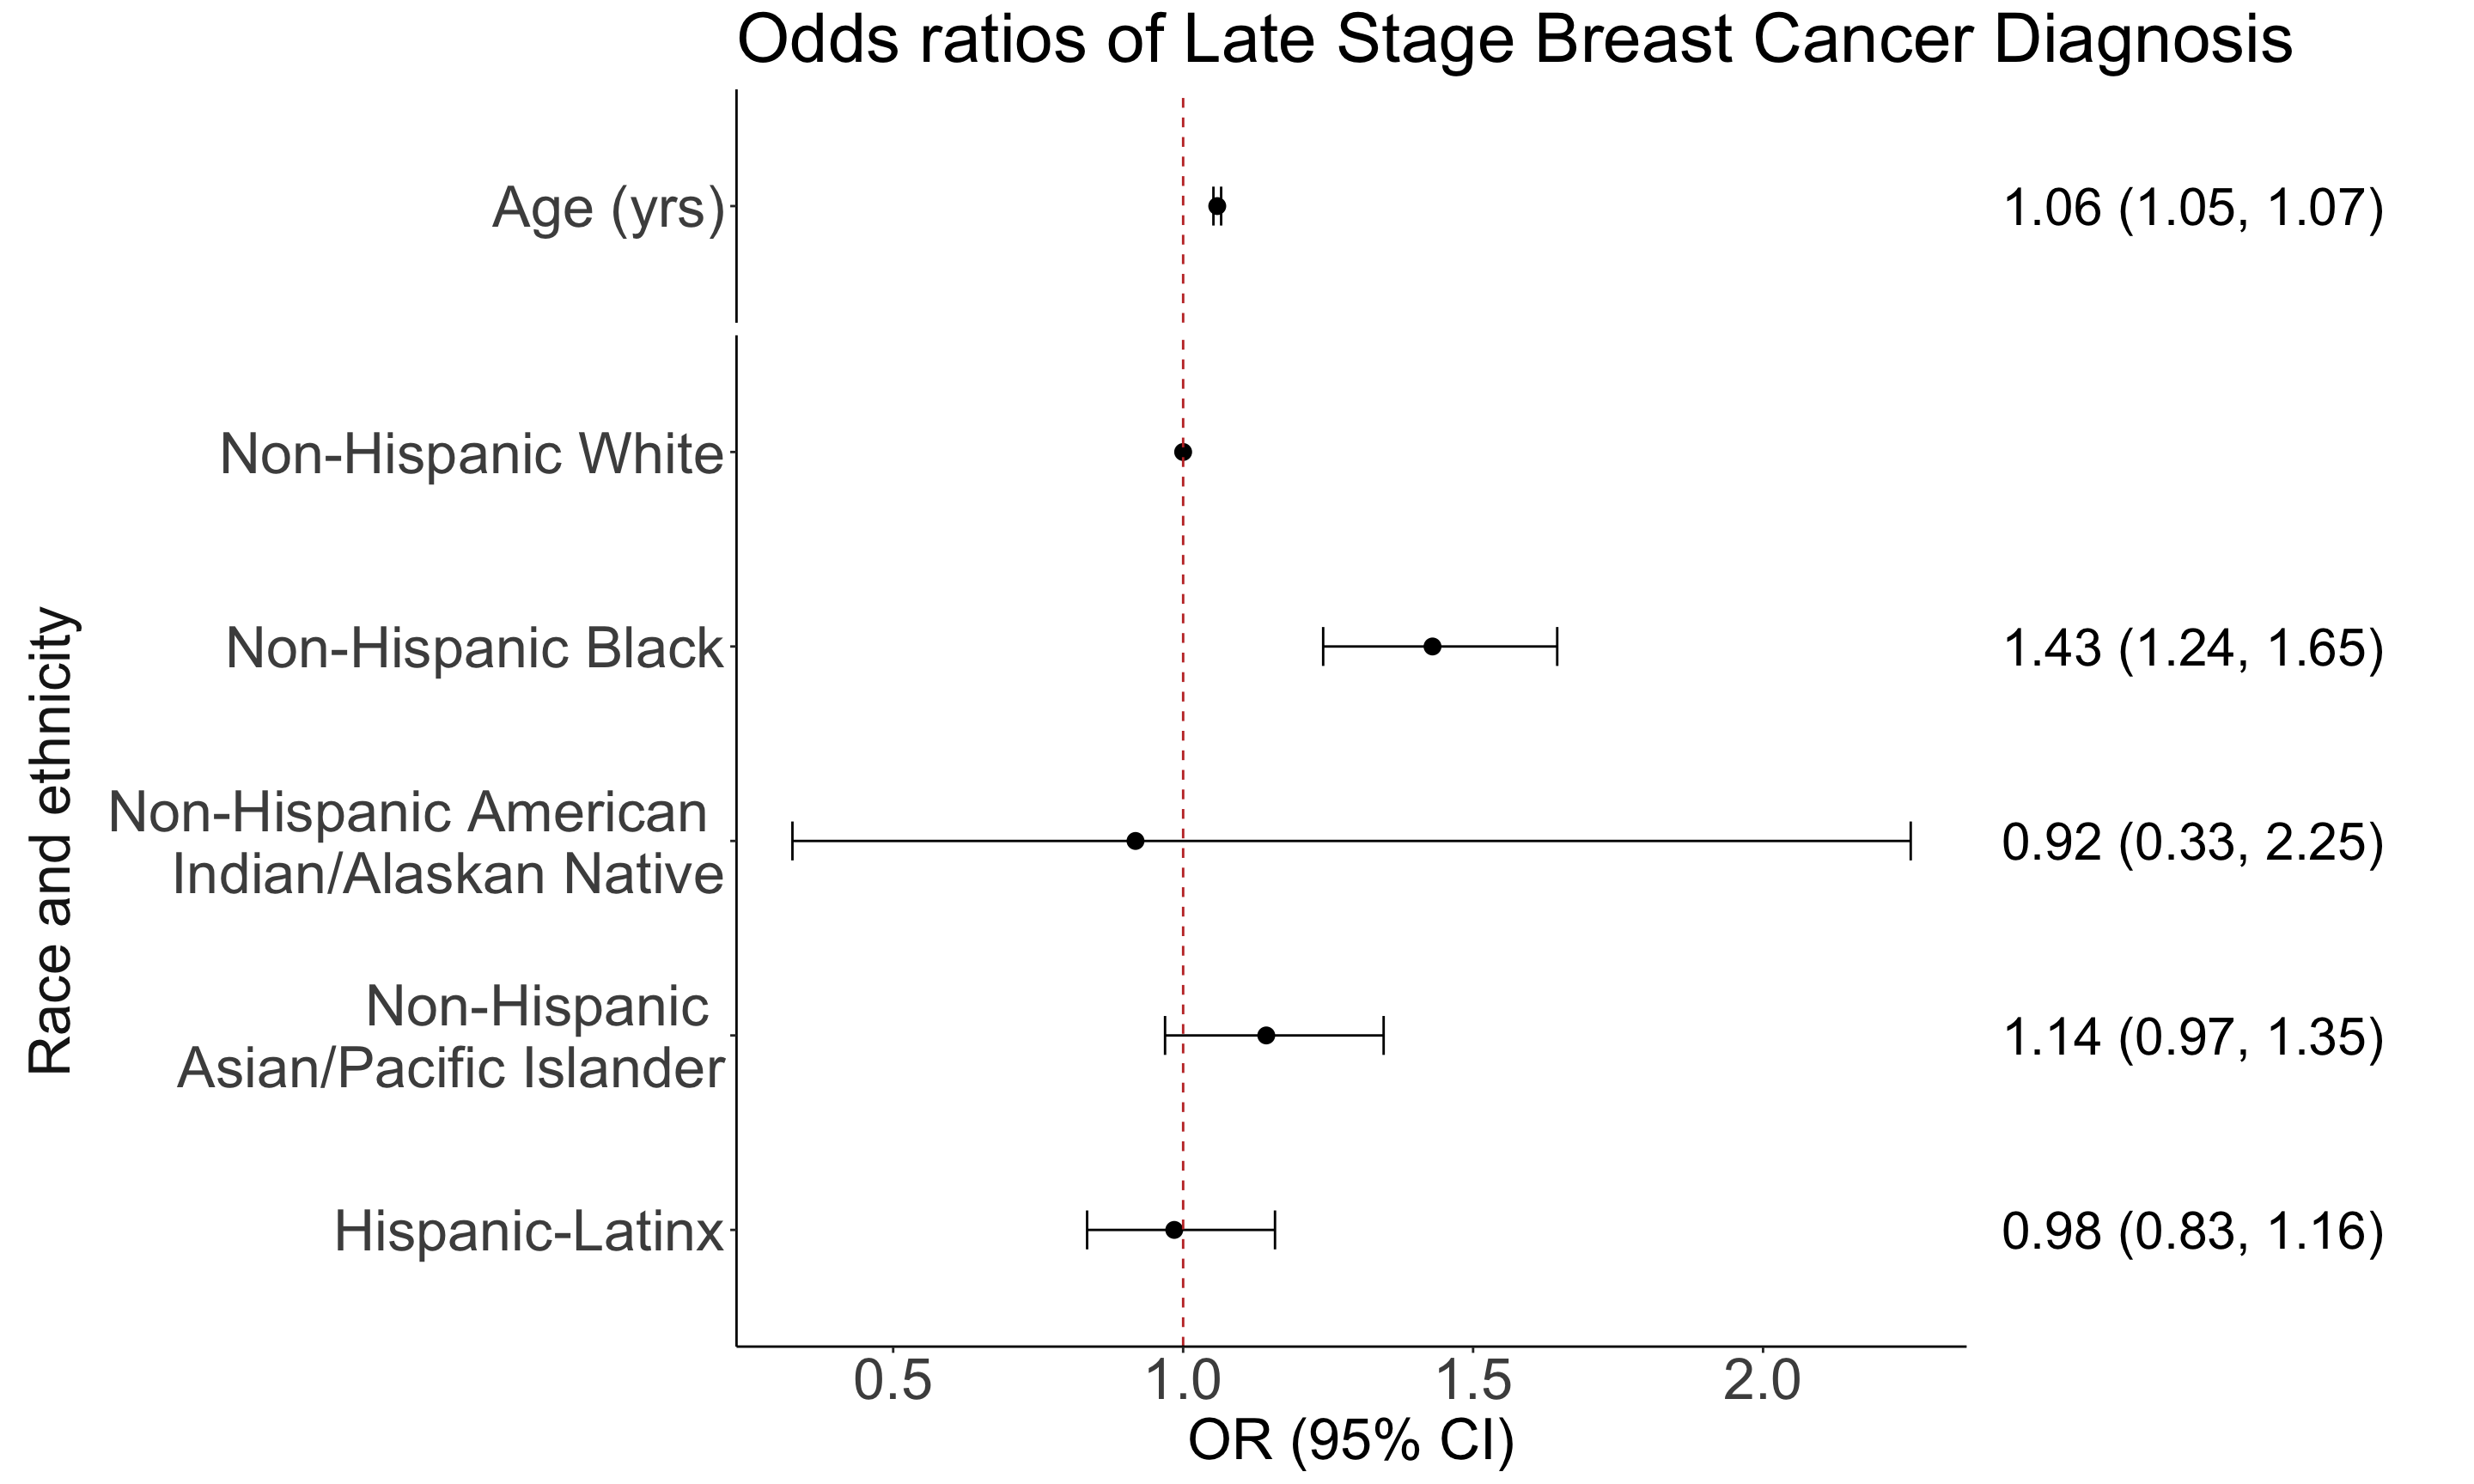 Odds ratios of Late Stage Breast Cancer Diagnosis
Age (yrs)
1.06 (1.05, 1.07)
Race and ethnicity
Non-Hispanic White
Non-Hispanic Black
1.43 (1.24, 1.65)
Non-Hispanic American
Indian/Alaskan Native
0.92 (0.33, 2.25)
Non-Hispanic
Asian/Pacific Islander
1.14 (0.97, 1.35)
Hispanic-Latinx
0.98 (0.83, 1.16)
0.5 1.0 1.5 2.0
OR (95% CI)